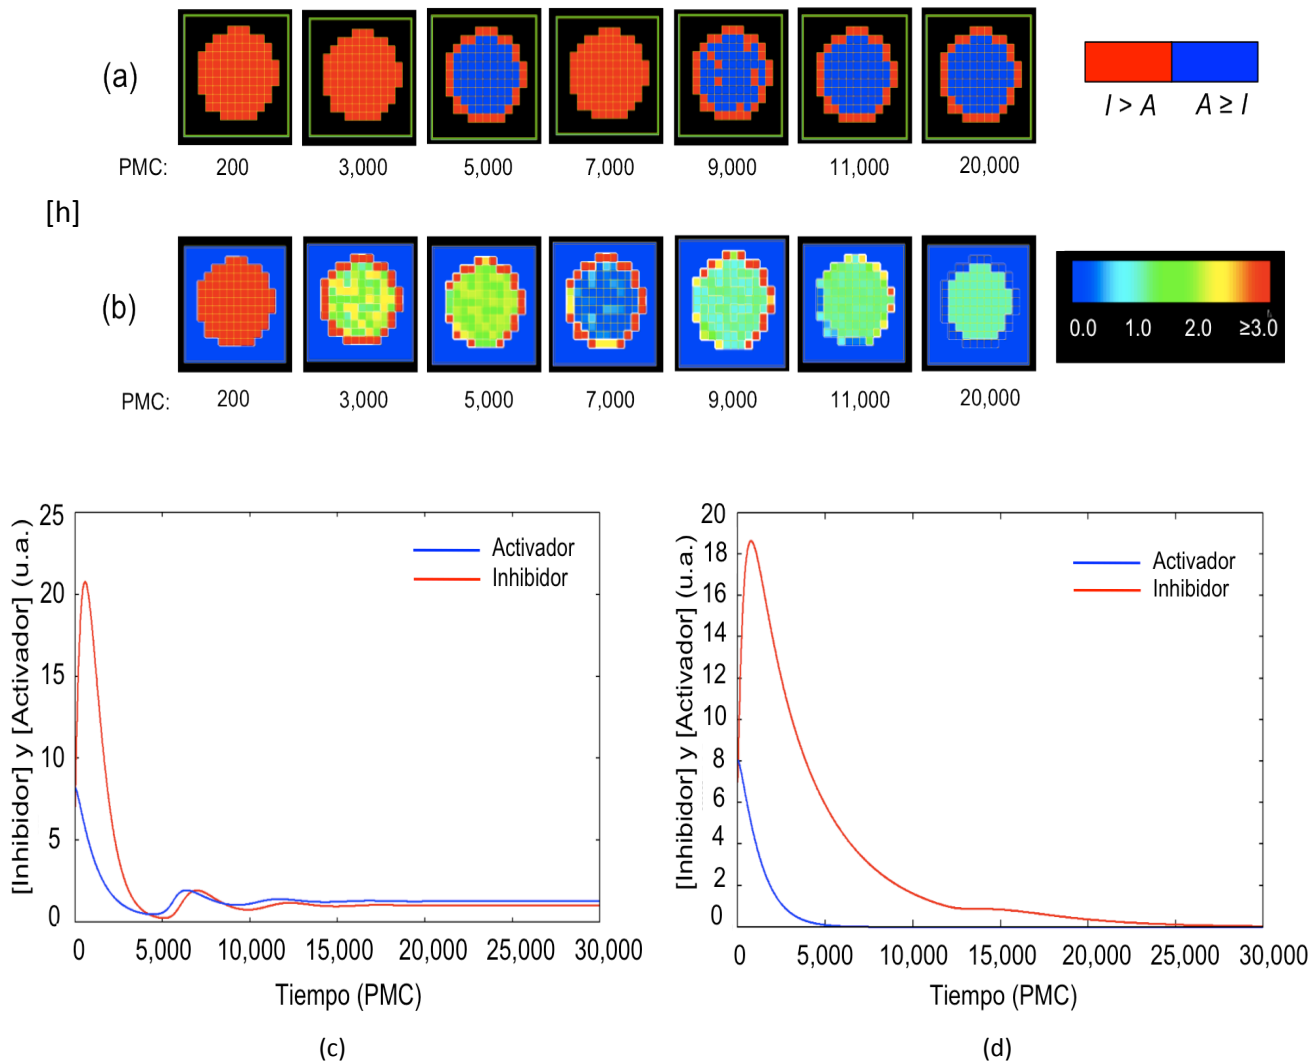 (a)
I > A A ≥ I
PMC: 200 3,000 5,000 7,000 9,000 11,000 20,000
[h]
(b)
0.0 1.0 2.0 ≥3.0
PMC: 200 3,000 5,000 7,000 9,000 11,000 20,000
[Inhibidor] y [Activador] (u.a.)
25
20
15
10
5
0
Activador
Inhibidor
0 5,000 10,000 15,000 20,000 25,000 30,000
Tiempo (PMC)
(c)
[Inhibidor] y [Activador] (u.a.)
20
18
16
14
12
10
8
6
4
2
0
Activador
Inhibidor
0 5,000 10,000 15,000 20,000 25,000 30,000
Tiempo (PMC)
(d)